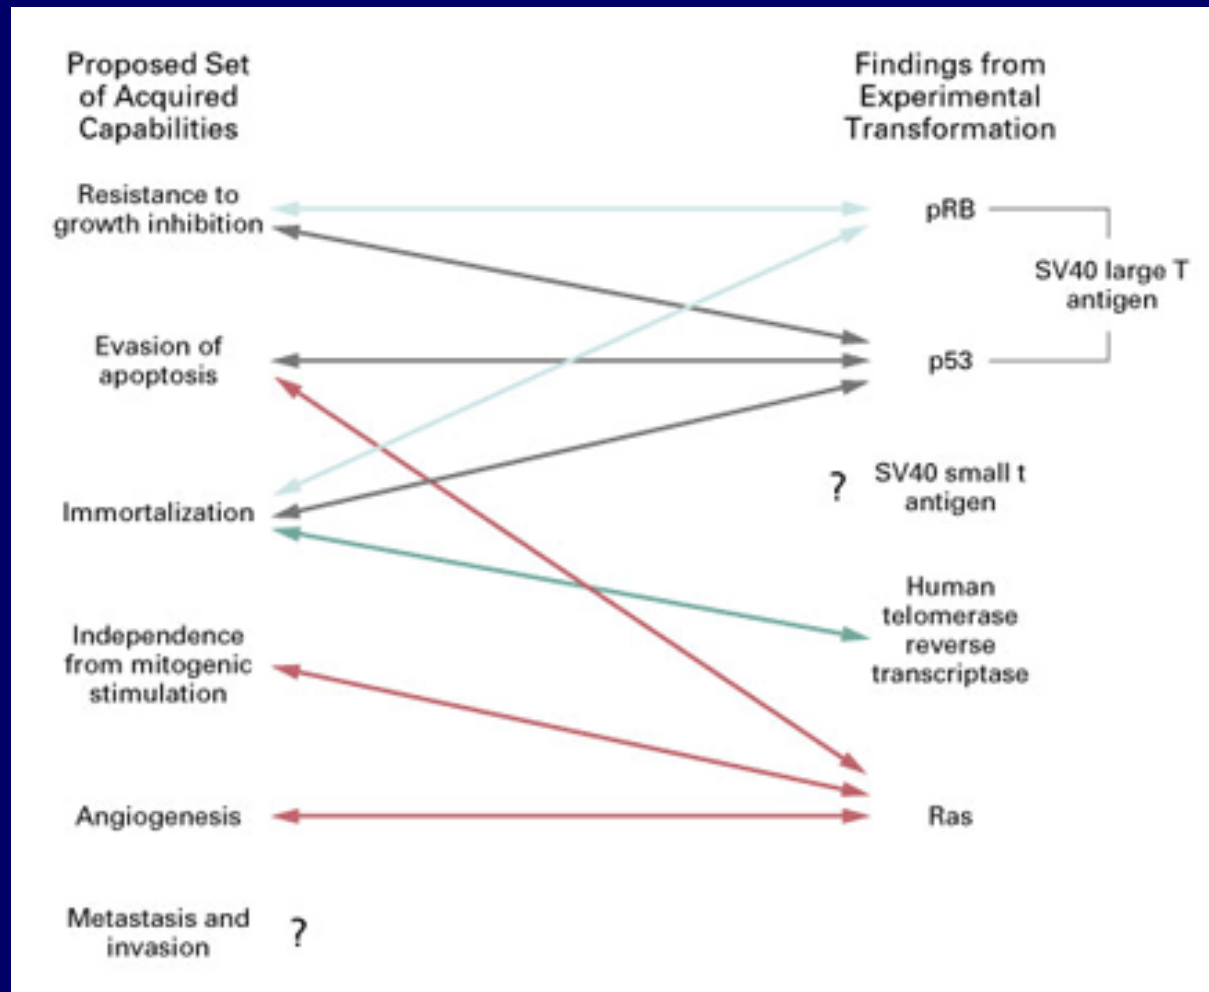 Proposed Set
of Acquired
Capabilities
Findings from
Experimental
Transformation
Resistance to
growth inhibition
pRB
SV40 large T
antigen
Evasion of
apoptosis
p53
?
SV40 small t
antigen
Immortalization
Human
telomerase
reverse
transcriptase
Independence
from mitogenic
stimulation
Angiogenesis
Ras
Metastasis and
invasion
?